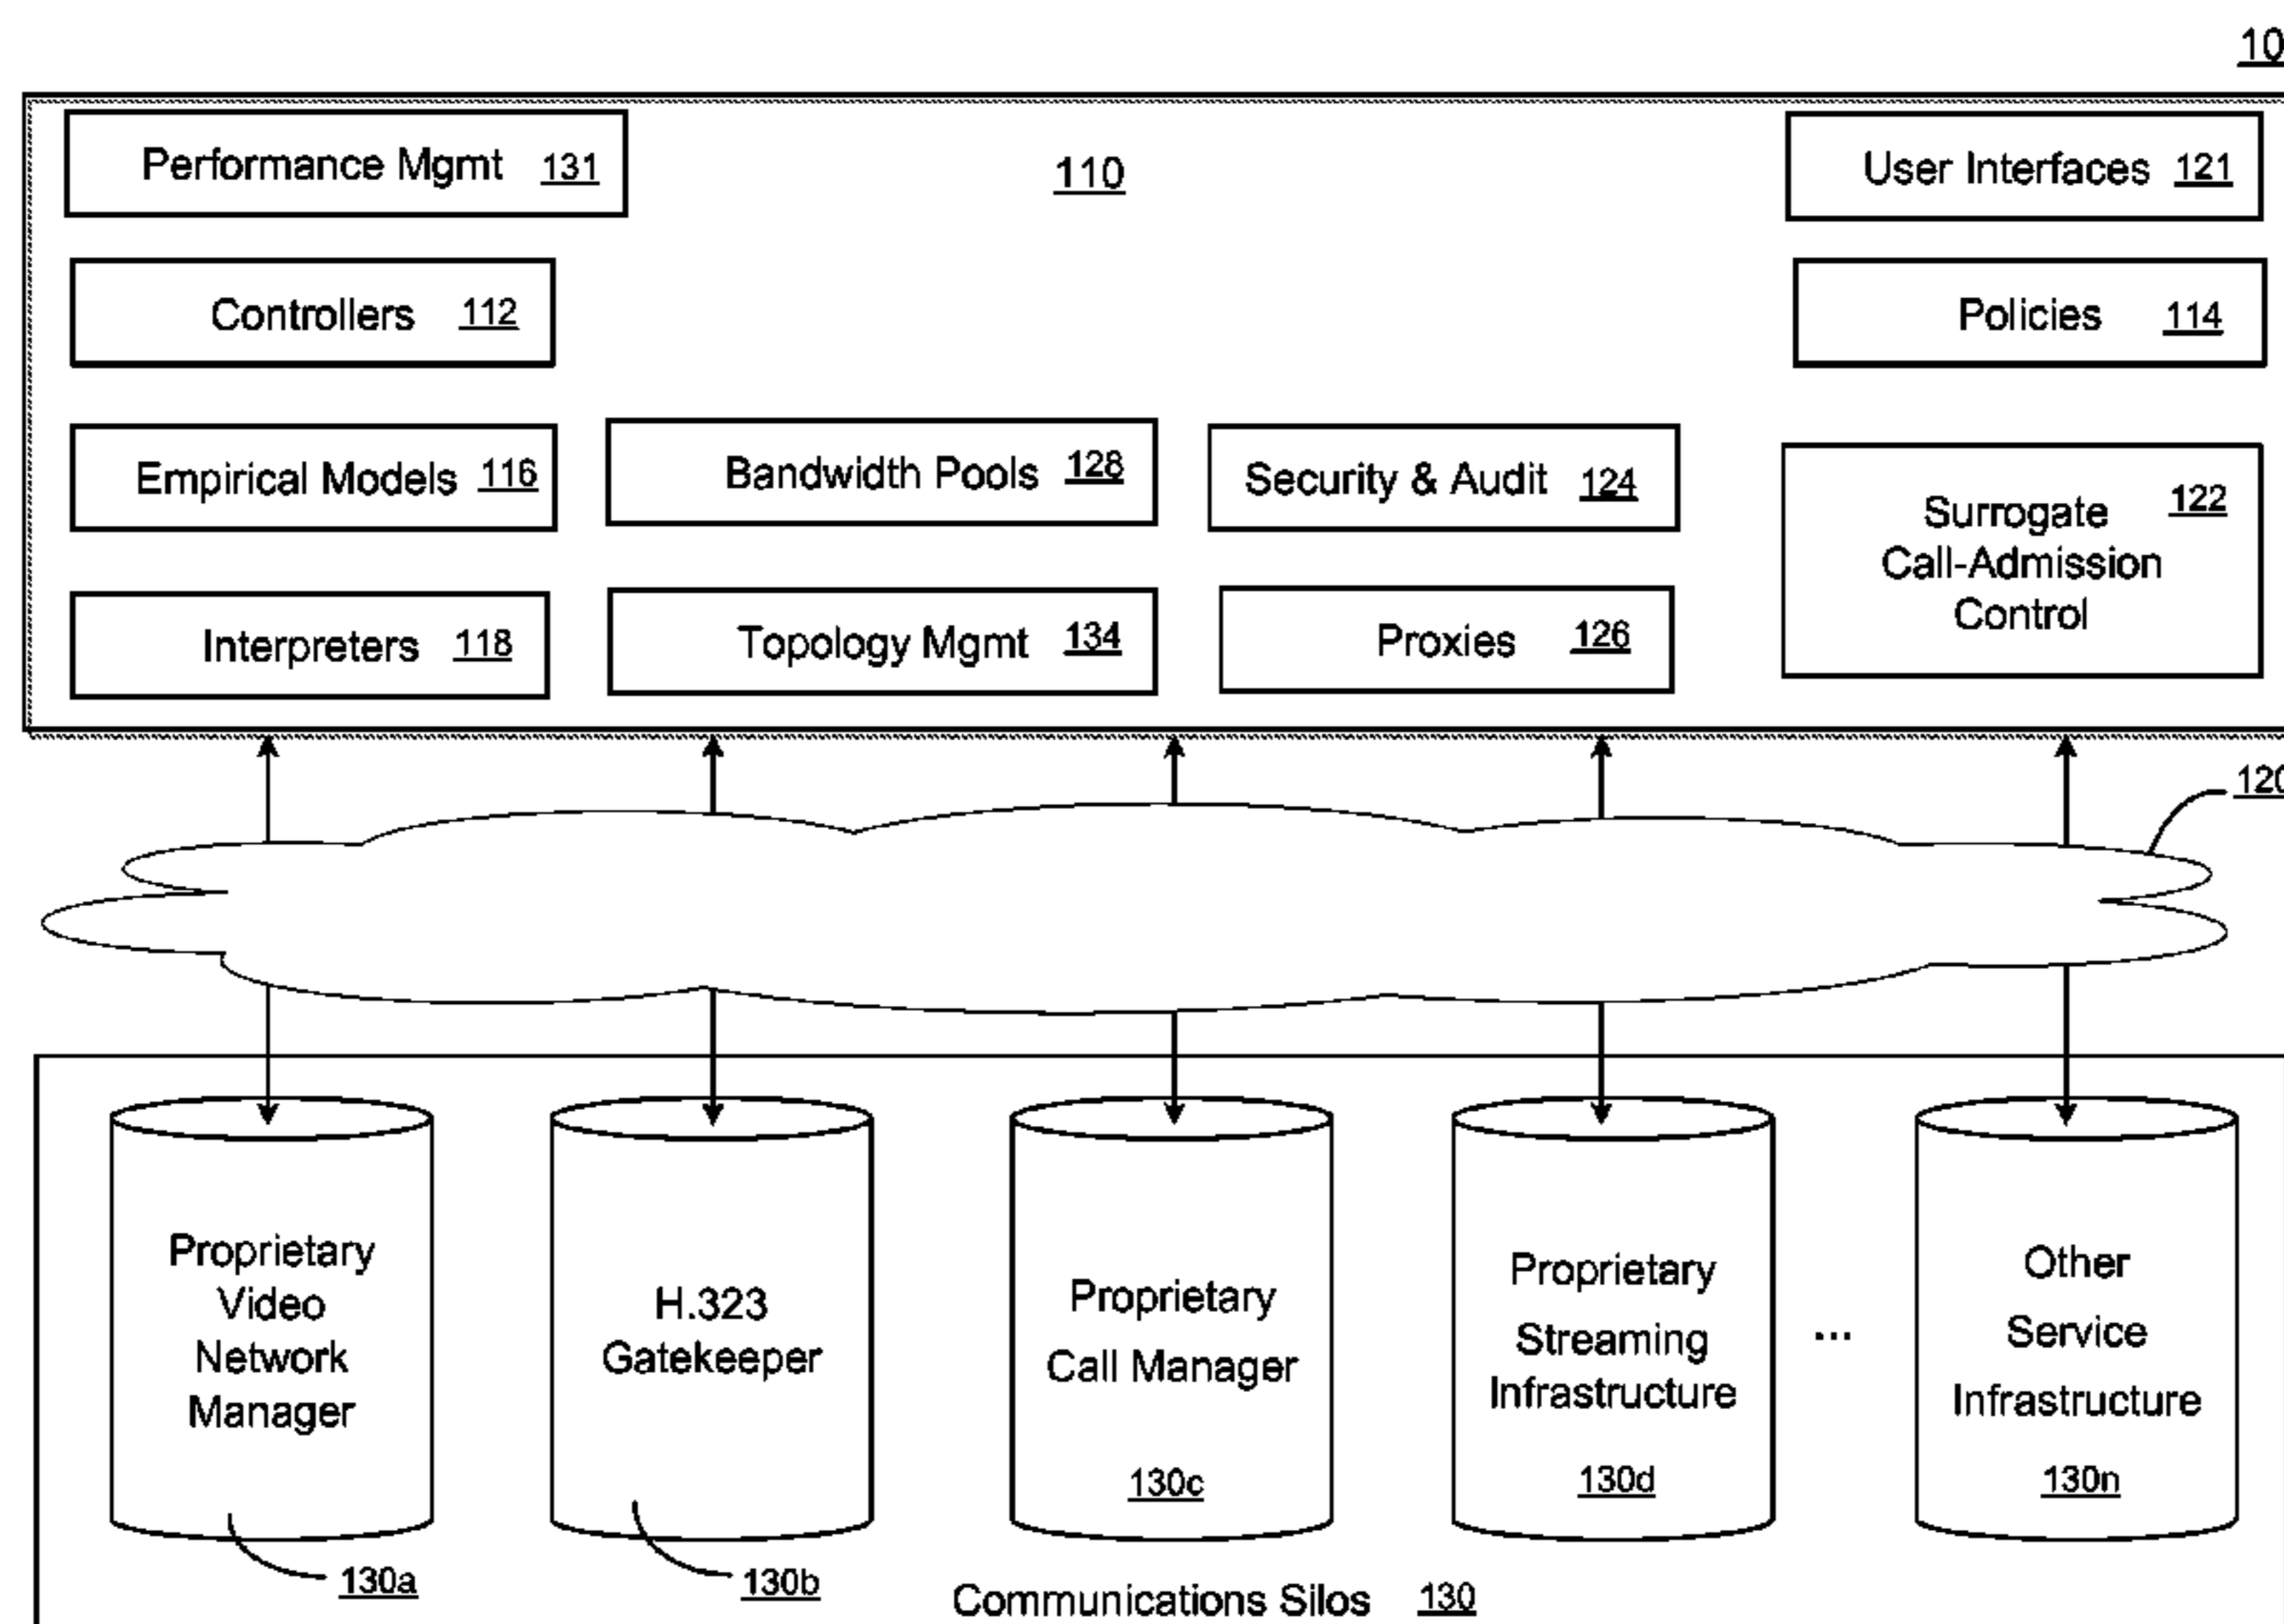 10
Performance Mgmt 131
110
User Interfaces 121
Controllers 112
Policies 114
Empirical Models 116
Bandwidth Pools 128
Security & Audit 124
Surrogate 122
Call-Admission
Control
Interpreters 118
Topology Mgmt 134
Proxies 126
120
Proprietary
Video
Network
Manager
130a
H.323
Gatekeeper
130b
Proprietary
Call Manager
130c
Proprietary
Streaming
Infrastructure
130d
...
Other
Service
Infrastructure
130n
Communications Silos 130